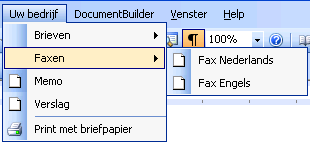 Uw bedrijf DocumentBuilder Venster Help
Brieven
Faxen
Memo
Verslag
Print met briefpapier
¶ 100%
Fax Nederlands
Fax Engels